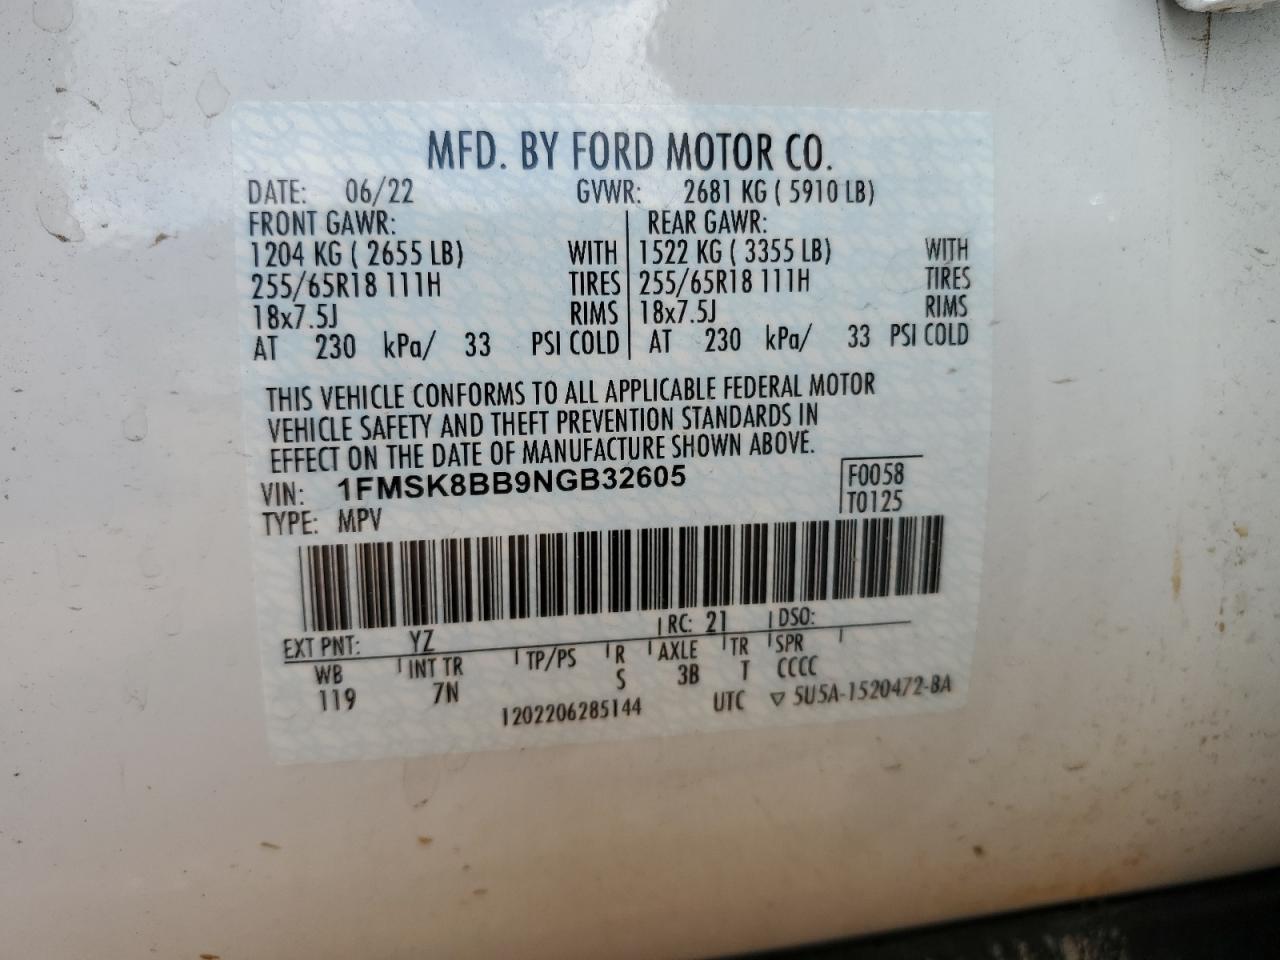 MFD. BY FORD MOTOR CO.
DATE: 06/22 GVWR: 2681 KG ( 5910 LB)
FRONT GAWR: REAR GAWR:
1204 KG ( 2655 LB) WITH 1522 KG ( 3355 LB) WITH
255/65R18 111H TIRES 255/65R18 111H TIRES
18x7.5J RIMS 18x7.5J RIMS
AT 230 kPa/ 33 PSI COLD AT 230 kPa/ 33 PSI COLD
THIS VEHICLE CONFORMS TO ALL APPLICABLE FEDERAL MOTOR
VEHICLE SAFETY AND THEFT PREVENTION STANDARDS IN
EFFECT ON THE DATE OF MANUFACTURE SHOWN ABOVE.
VIN: 1FMSK8BB9NGB32605 F0058
TYPE: MPV T0125
EXT PNT: YZ RC: 21 DSO:
WB INT TR TP/PS R AXLE TR SPR
119 7N S 3B T CCCC
1202206285144 UTC ▽ 5U5A-1520472-BA